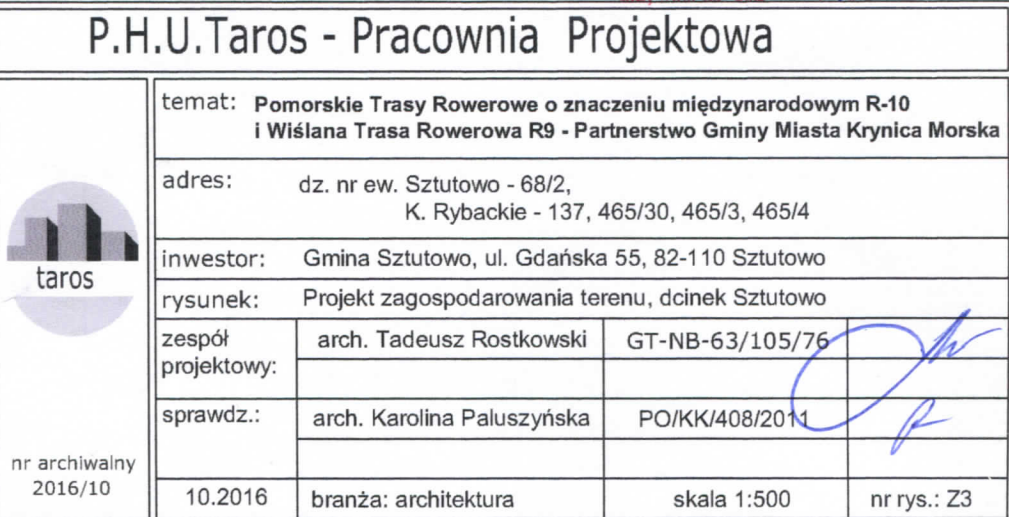 P.H.U.Taros - Pracownia Projektowa
temat: Pomorskie Trasy Rowerowe o znaczeniu międzynarodowym R-10
i Wiślana Trasa Rowerowa R9 - Partnerstwo Gminy Miasta Krynica Morska
adres: dz. nr ew. Sztutowo - 68/2,
K. Rybackie - 137, 465/30, 465/3, 465/4
inwestor: Gmina Sztutowo, ul. Gdańska 55, 82-110 Sztutowo
taros
rysunek: Projekt zagospodarowania terenu, dcinek Sztutowo
zespół arch. Tadeusz Rostkowski GT-NB-63/105/76
projektowy:
sprawdz.: arch. Karolina Paluszyńska PO/KK/408/2011
nr archiwalny
2016/10
10.2016 branża: architektura skala 1:500 nr rys.: Z3